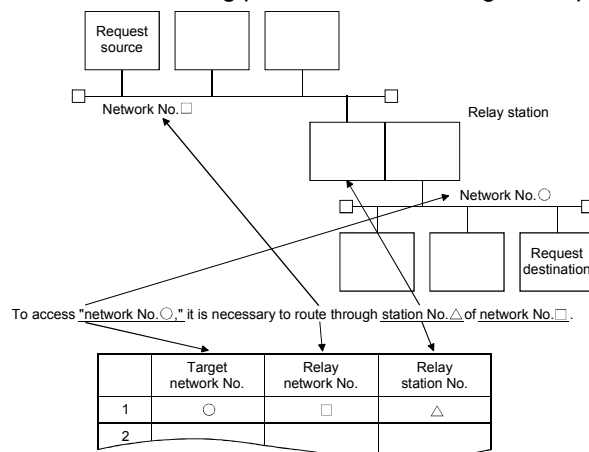 Request
source
Network No.□
Relay station
Network No.○
Request
destination
To access "network No.○," it is necessary to route through station No.△of network No.□.
Target
network No.
Relay
network No.
Relay
station No.
1 ○ □ △
2